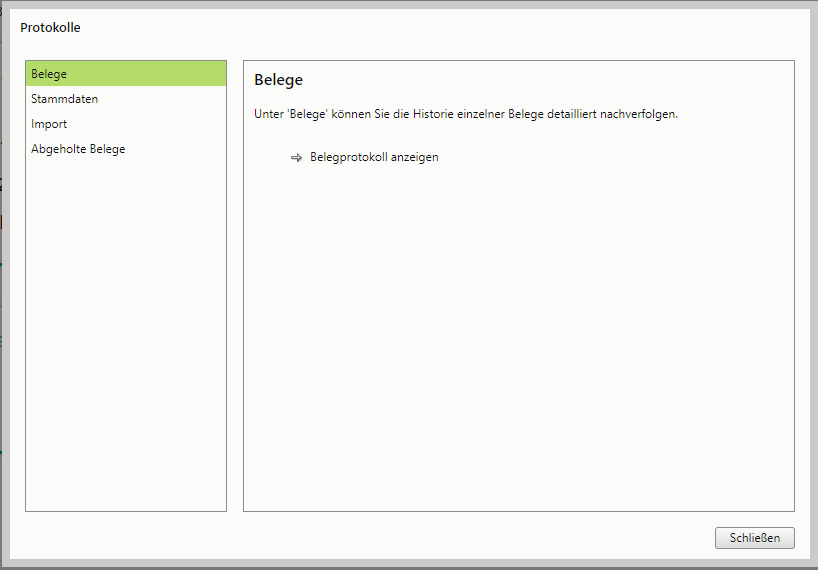 Protokolle
Belege
Stammdaten
Import
Abgeholte Belege
Belege
Unter 'Belege' können Sie die Historie einzelner Belege detailliert nachverfolgen.
Belegprotokoll anzeigen
Schließen